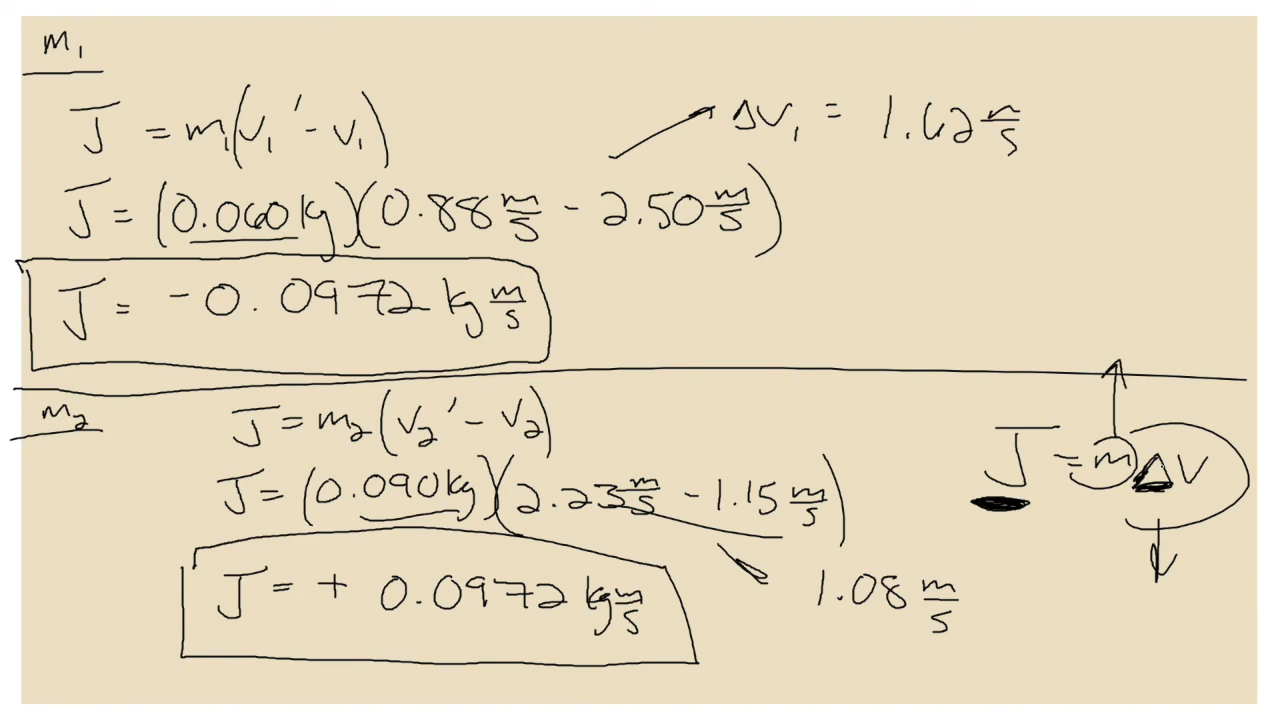 m₁
J = m₁(v₁' - v₁)
ΔV₁ = 1.62 m/s
J = (0.060 kg)(0.88 m/s - 2.50 m/s)
J = -0.0972 kg m/s
m₂
J = m₂(v₂' - v₂)
J = mΔV
J = (0.090 kg)(2.23 m/s - 1.15 m/s)
J = + 0.0972 kg m/s
1.08 m/s